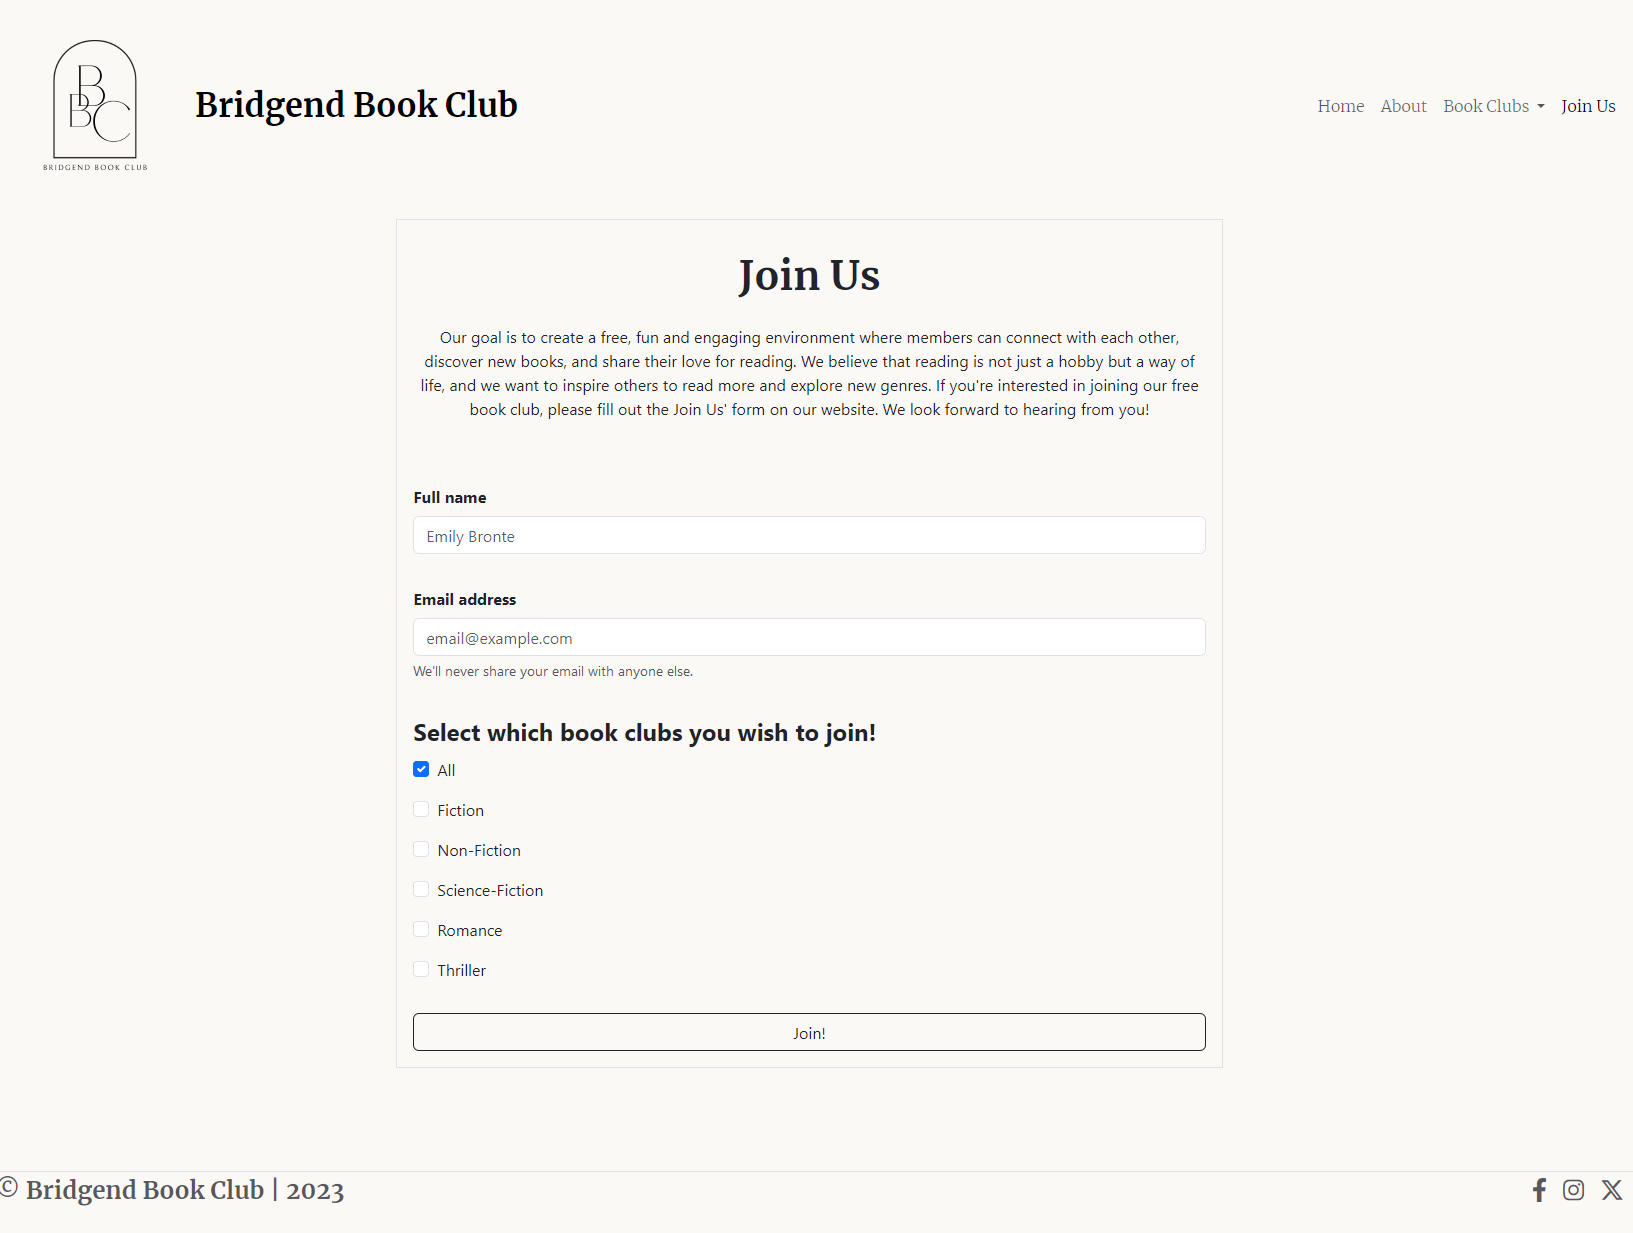 B
B
C
BRIDGEND BOOK CLUB
Bridgend Book Club
Home About Book Clubs Join Us
Join Us
Our goal is to create a free, fun and engaging environment where members can connect with each other,
discover new books, and share their love for reading. We believe that reading is not just a hobby but a way of
life, and we want to inspire others to read more and explore new genres. If you're interested in joining our free
book club, please fill out the Join Us' form on our website. We look forward to hearing from you!
Full name
Emily Bronte
Email address
email@example.com
We'll never share your email with anyone else.
Select which book clubs you wish to join!
All
Fiction
Non-Fiction
Science-Fiction
Romance
Thriller
Join!
© Bridgend Book Club | 2023